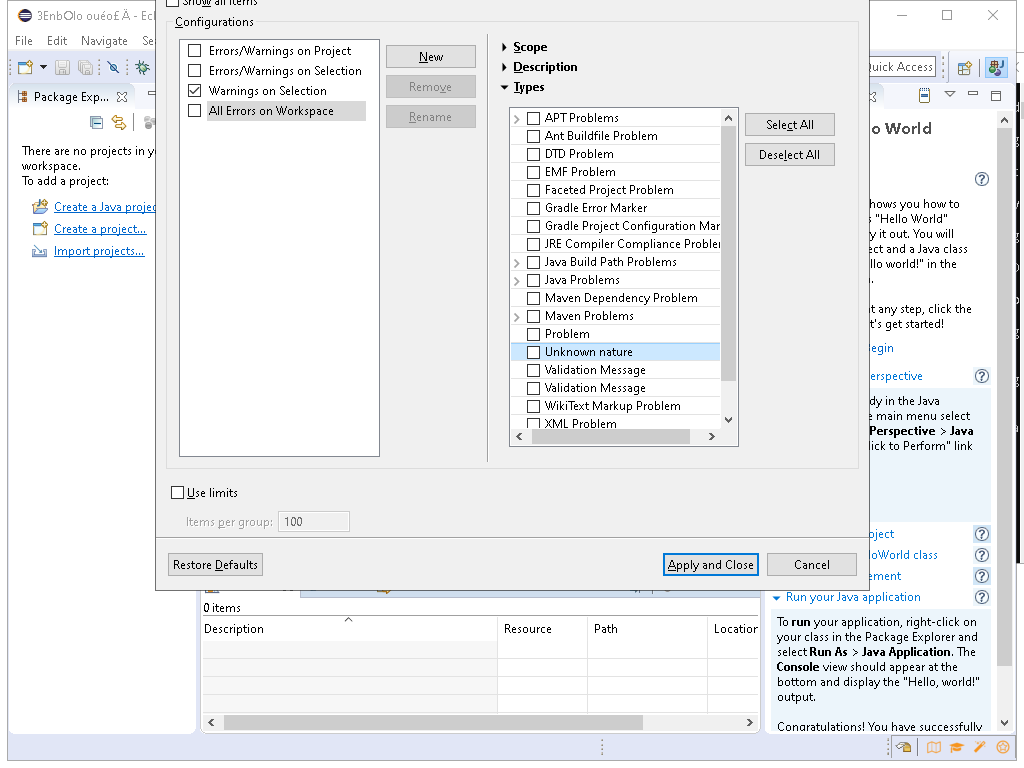 3EnbOlo ouéo£Ä - Ecl
File Edit Navigate Se
Quick Access
Package Exp...
There are no projects in y
workspace.
To add a project:
Create a Java projec
Create a project...
Import projects...
Show all items
Configurations
Errors/Warnings on Project
Errors/Warnings on Selection
Warnings on Selection
All Errors on Workspace
New
Remove
Rename
Scope
Description
Types
APT Problems
Ant Buildfile Problem
DTD Problem
EMF Problem
Faceted Project Problem
Gradle Error Marker
Gradle Project Configuration Mar
JRE Compiler Compliance Probler
Java Build Path Problems
Java Problems
Maven Dependency Problem
Maven Problems
Problem
Unknown nature
Validation Message
Validation Message
WikiText Markup Problem
XML Problem
Select All
Deselect All
Use limits
Items per group: 100
Restore Defaults
Apply and Close
Cancel
o World
hows you how to
s "Hello World"
y it out. You will
ect and a Java class
llo world!" in the
t any step, click the
t's get started!
egin
erspective
dy in the Java
e main menu select
Perspective > Java
lick to Perform" link
oject
loWorld class
ement
Run your Java application
To run your application, right-click on
your class in the Package Explorer and
select Run As > Java Application. The
Console view should appear at the
bottom and display the "Hello, world!"
output.
Congratulations! You have successfully
0 items
Description Resource Path Location